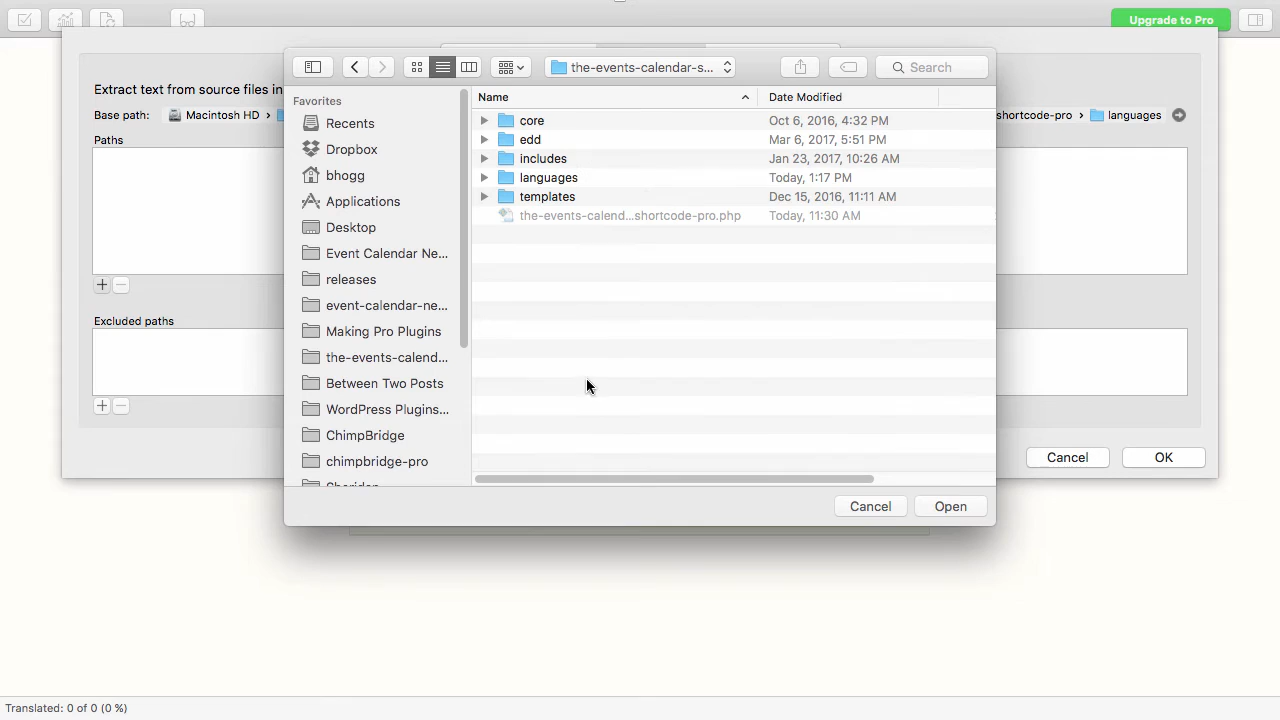 Upgrade to Pro
the-events-calendar-s...
Search
Extract text from source files in
Base path: Macintosh HD ›
shortcode-pro › languages
Paths
Excluded paths
Favorites
Recents
Dropbox
bhogg
Applications
Desktop
Event Calendar Ne...
releases
event-calendar-ne...
Making Pro Plugins
the-events-calend...
Between Two Posts
WordPress Plugins...
ChimpBridge
chimpbridge-pro
Name Date Modified
core Oct 6, 2016, 4:32 PM
edd Mar 6, 2017, 5:51 PM
includes Jan 23, 2017, 10:26 AM
languages Today, 1:17 PM
templates Dec 15, 2016, 11:11 AM
the-events-calend...shortcode-pro.php Today, 11:30 AM
Cancel OK
Cancel Open
Translated: 0 of 0 (0 %)